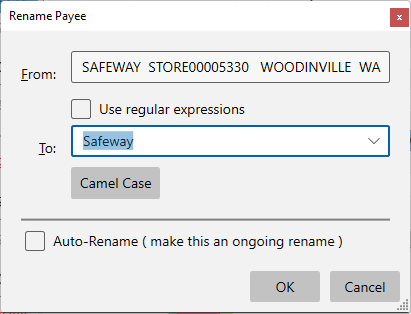 Rename Payee
From: SAFEWAY STORE00005330 WOODINVILLE WA
Use regular expressions
To: Safeway
Camel Case
Auto-Rename ( make this an ongoing rename )
OK Cancel